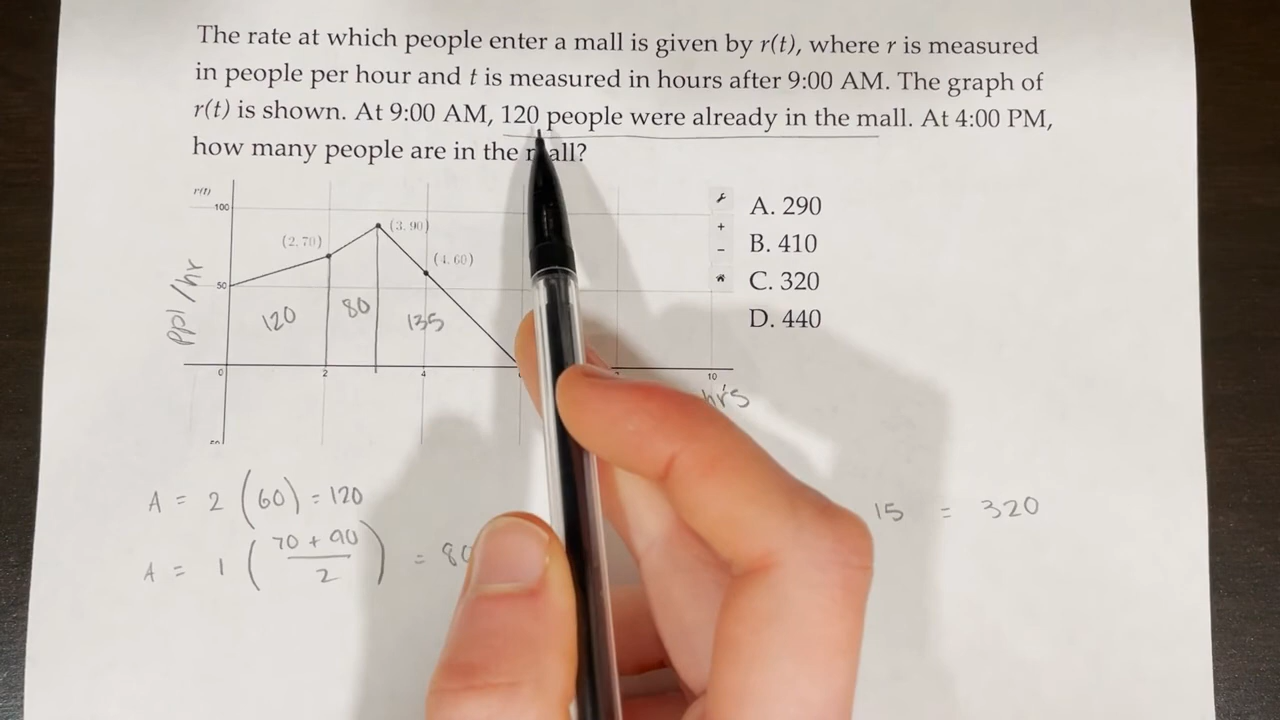 The rate at which people enter a mall is given by r(t), where r is measured
in people per hour and t is measured in hours after 9:00 AM. The graph of
r(t) is shown. At 9:00 AM, 120 people were already in the mall. At 4:00 PM,
how many people are in the mall?
r(t)
100
(2, 70)
(3, 90)
(4, 60)
50
ppl/hr
120
80
135
0
2
4
10
hrs
+
−
A. 290
B. 410
C. 320
D. 440
A = 2 (60) = 120
A = 1 (70 + 90 / 2) = 80
15 = 320